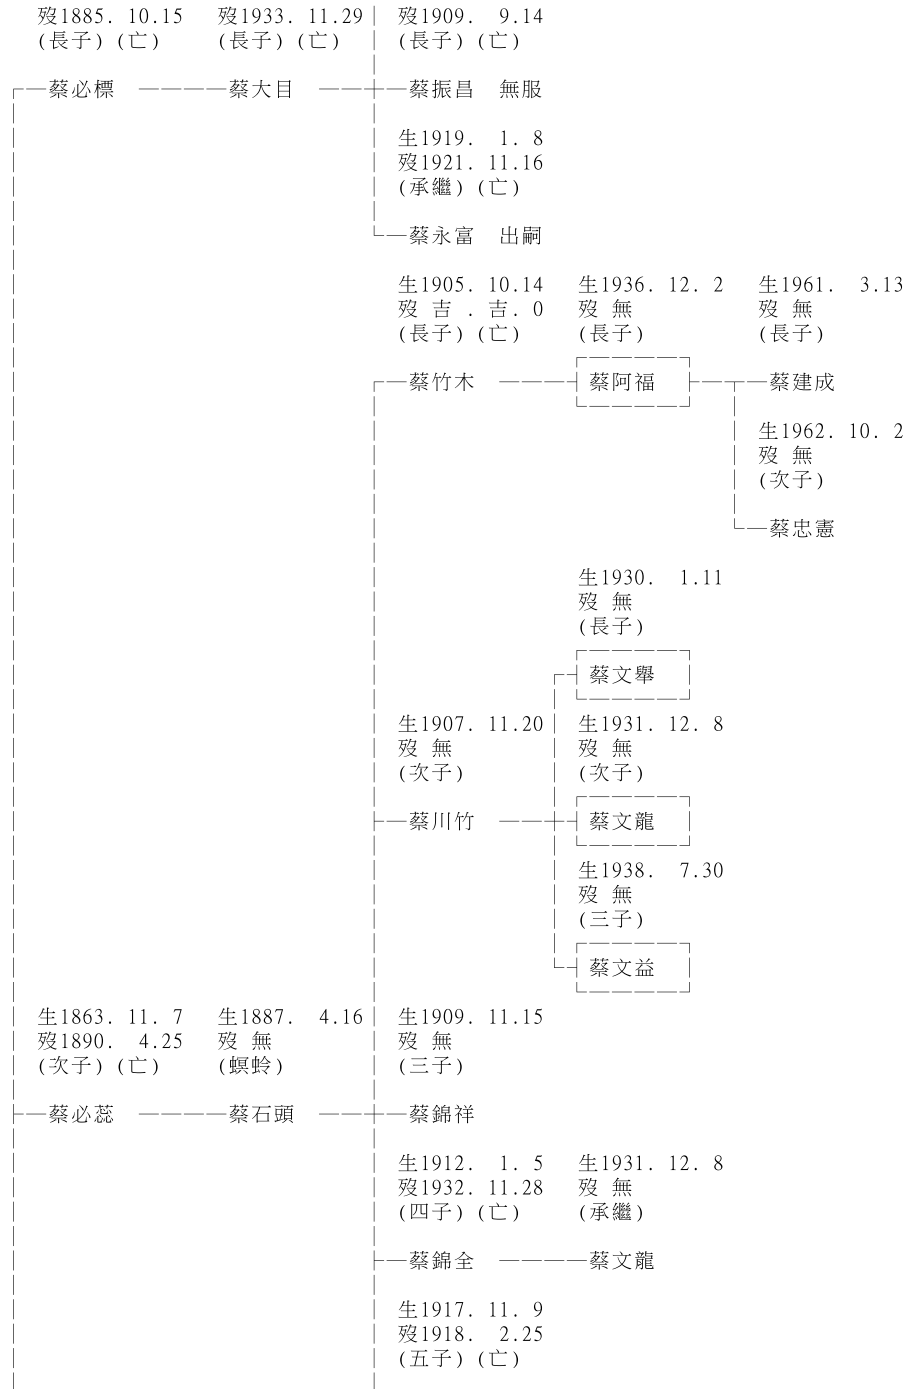 歿1885. 10.15 歿1933. 11.29 歿1909. 9.14
(長子) (亡) (長子) (亡) (長子) (亡)
蔡必標 蔡大目 蔡振昌 無服
生1919. 1. 8
歿1921. 11.16
(承繼) (亡)
蔡永富 出嗣
生1905. 10.14 生1936. 12. 2 生1961. 3.13
歿 吉 . 吉. 0 歿 無 歿 無
(長子) (亡) (長子) (長子)
蔡竹木 蔡阿福 蔡建成
生1962. 10. 2
歿 無
(次子)
蔡忠憲
生1930. 1.11
歿 無
(長子)
蔡文舉
生1907. 11.20 生1931. 12. 8
歿 無 歿 無
(次子) (次子)
蔡川竹 蔡文龍
生1938. 7.30
歿 無
(三子)
蔡文益
生1863. 11. 7 生1887. 4.16 生1909. 11.15
歿1890. 4.25 歿 無 歿 無
(次子) (亡) (螟蛉) (三子)
蔡必蕊 蔡石頭 蔡錦祥
生1912. 1. 5 生1931. 12. 8
歿1932. 11.28 歿 無
(四子) (亡) (承繼)
蔡錦全 蔡文龍
生1917. 11. 9
歿1918. 2.25
(五子) (亡)